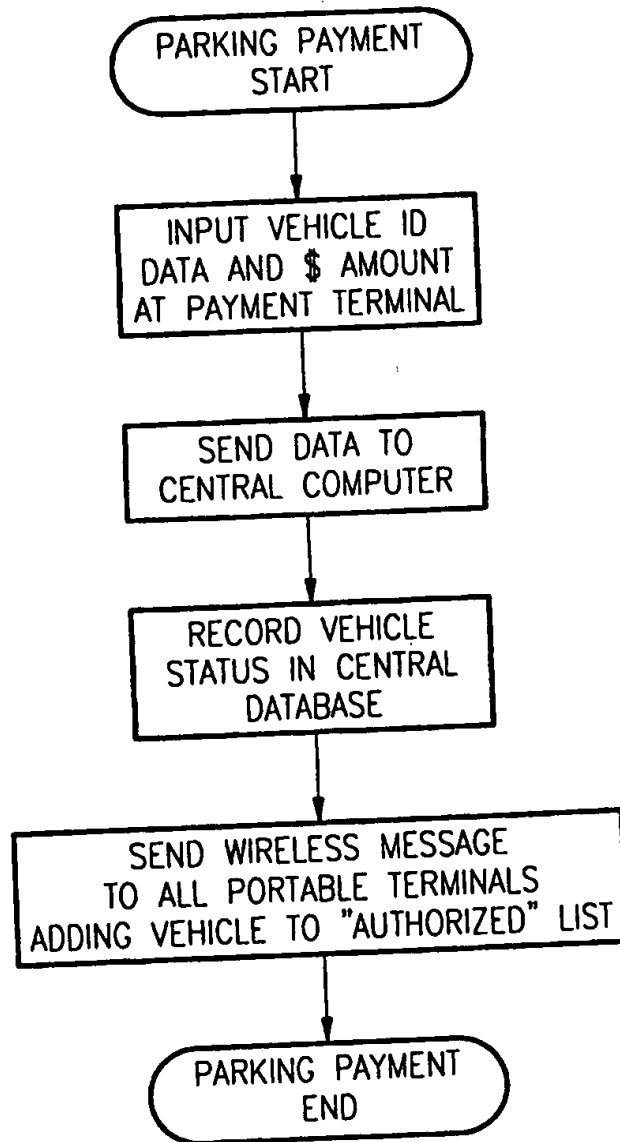 PARKING PAYMENT
START
INPUT VEHICLE ID
DATA AND $ AMOUNT
AT PAYMENT TERMINAL
SEND DATA TO
CENTRAL COMPUTER
RECORD VEHICLE
STATUS IN CENTRAL
DATABASE
SEND WIRELESS MESSAGE
TO ALL PORTABLE TERMINALS
ADDING VEHICLE TO "AUTHORIZED" LIST
PARKING PAYMENT
END